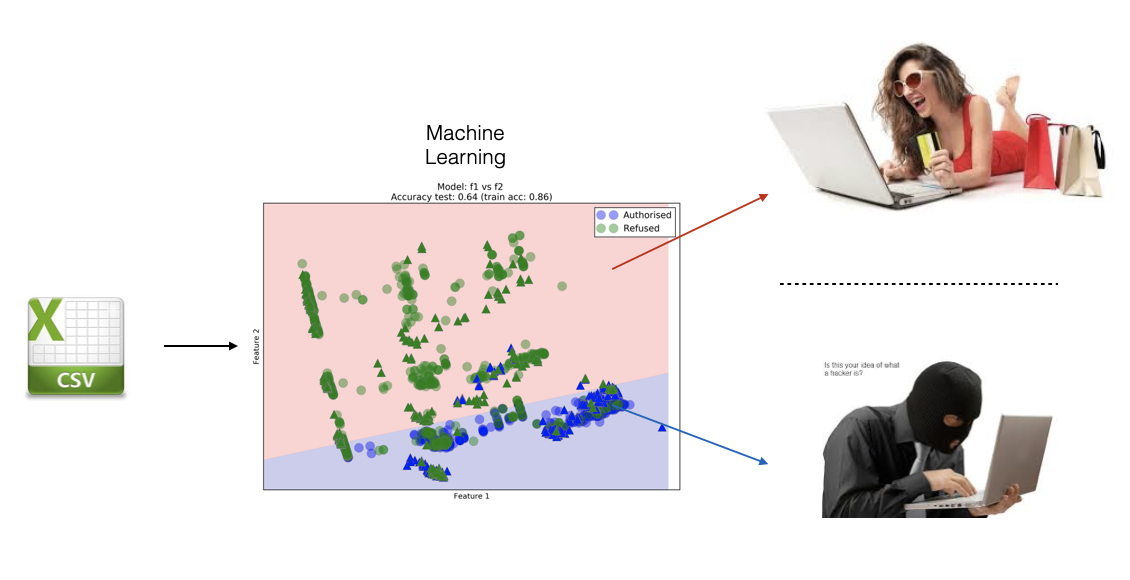 Machine
Learning
Model: f1 vs f2
Accuracy test: 0.64 (train acc: 0.86)
Authorised
Refused
Feature 2
Feature 1
X
CSV
Is this your idea of what
a hacker is?